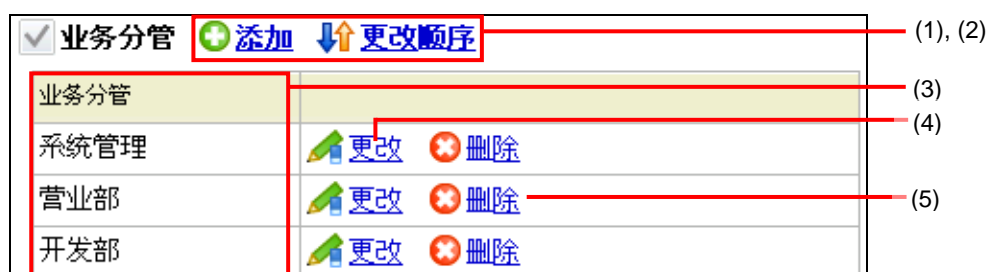 业务分管 添加 更改顺序 (1), (2)
业务分管 (3)
(4)
系统管理 更改 删除
营业部 更改 删除 (5)
开发部 更改 删除